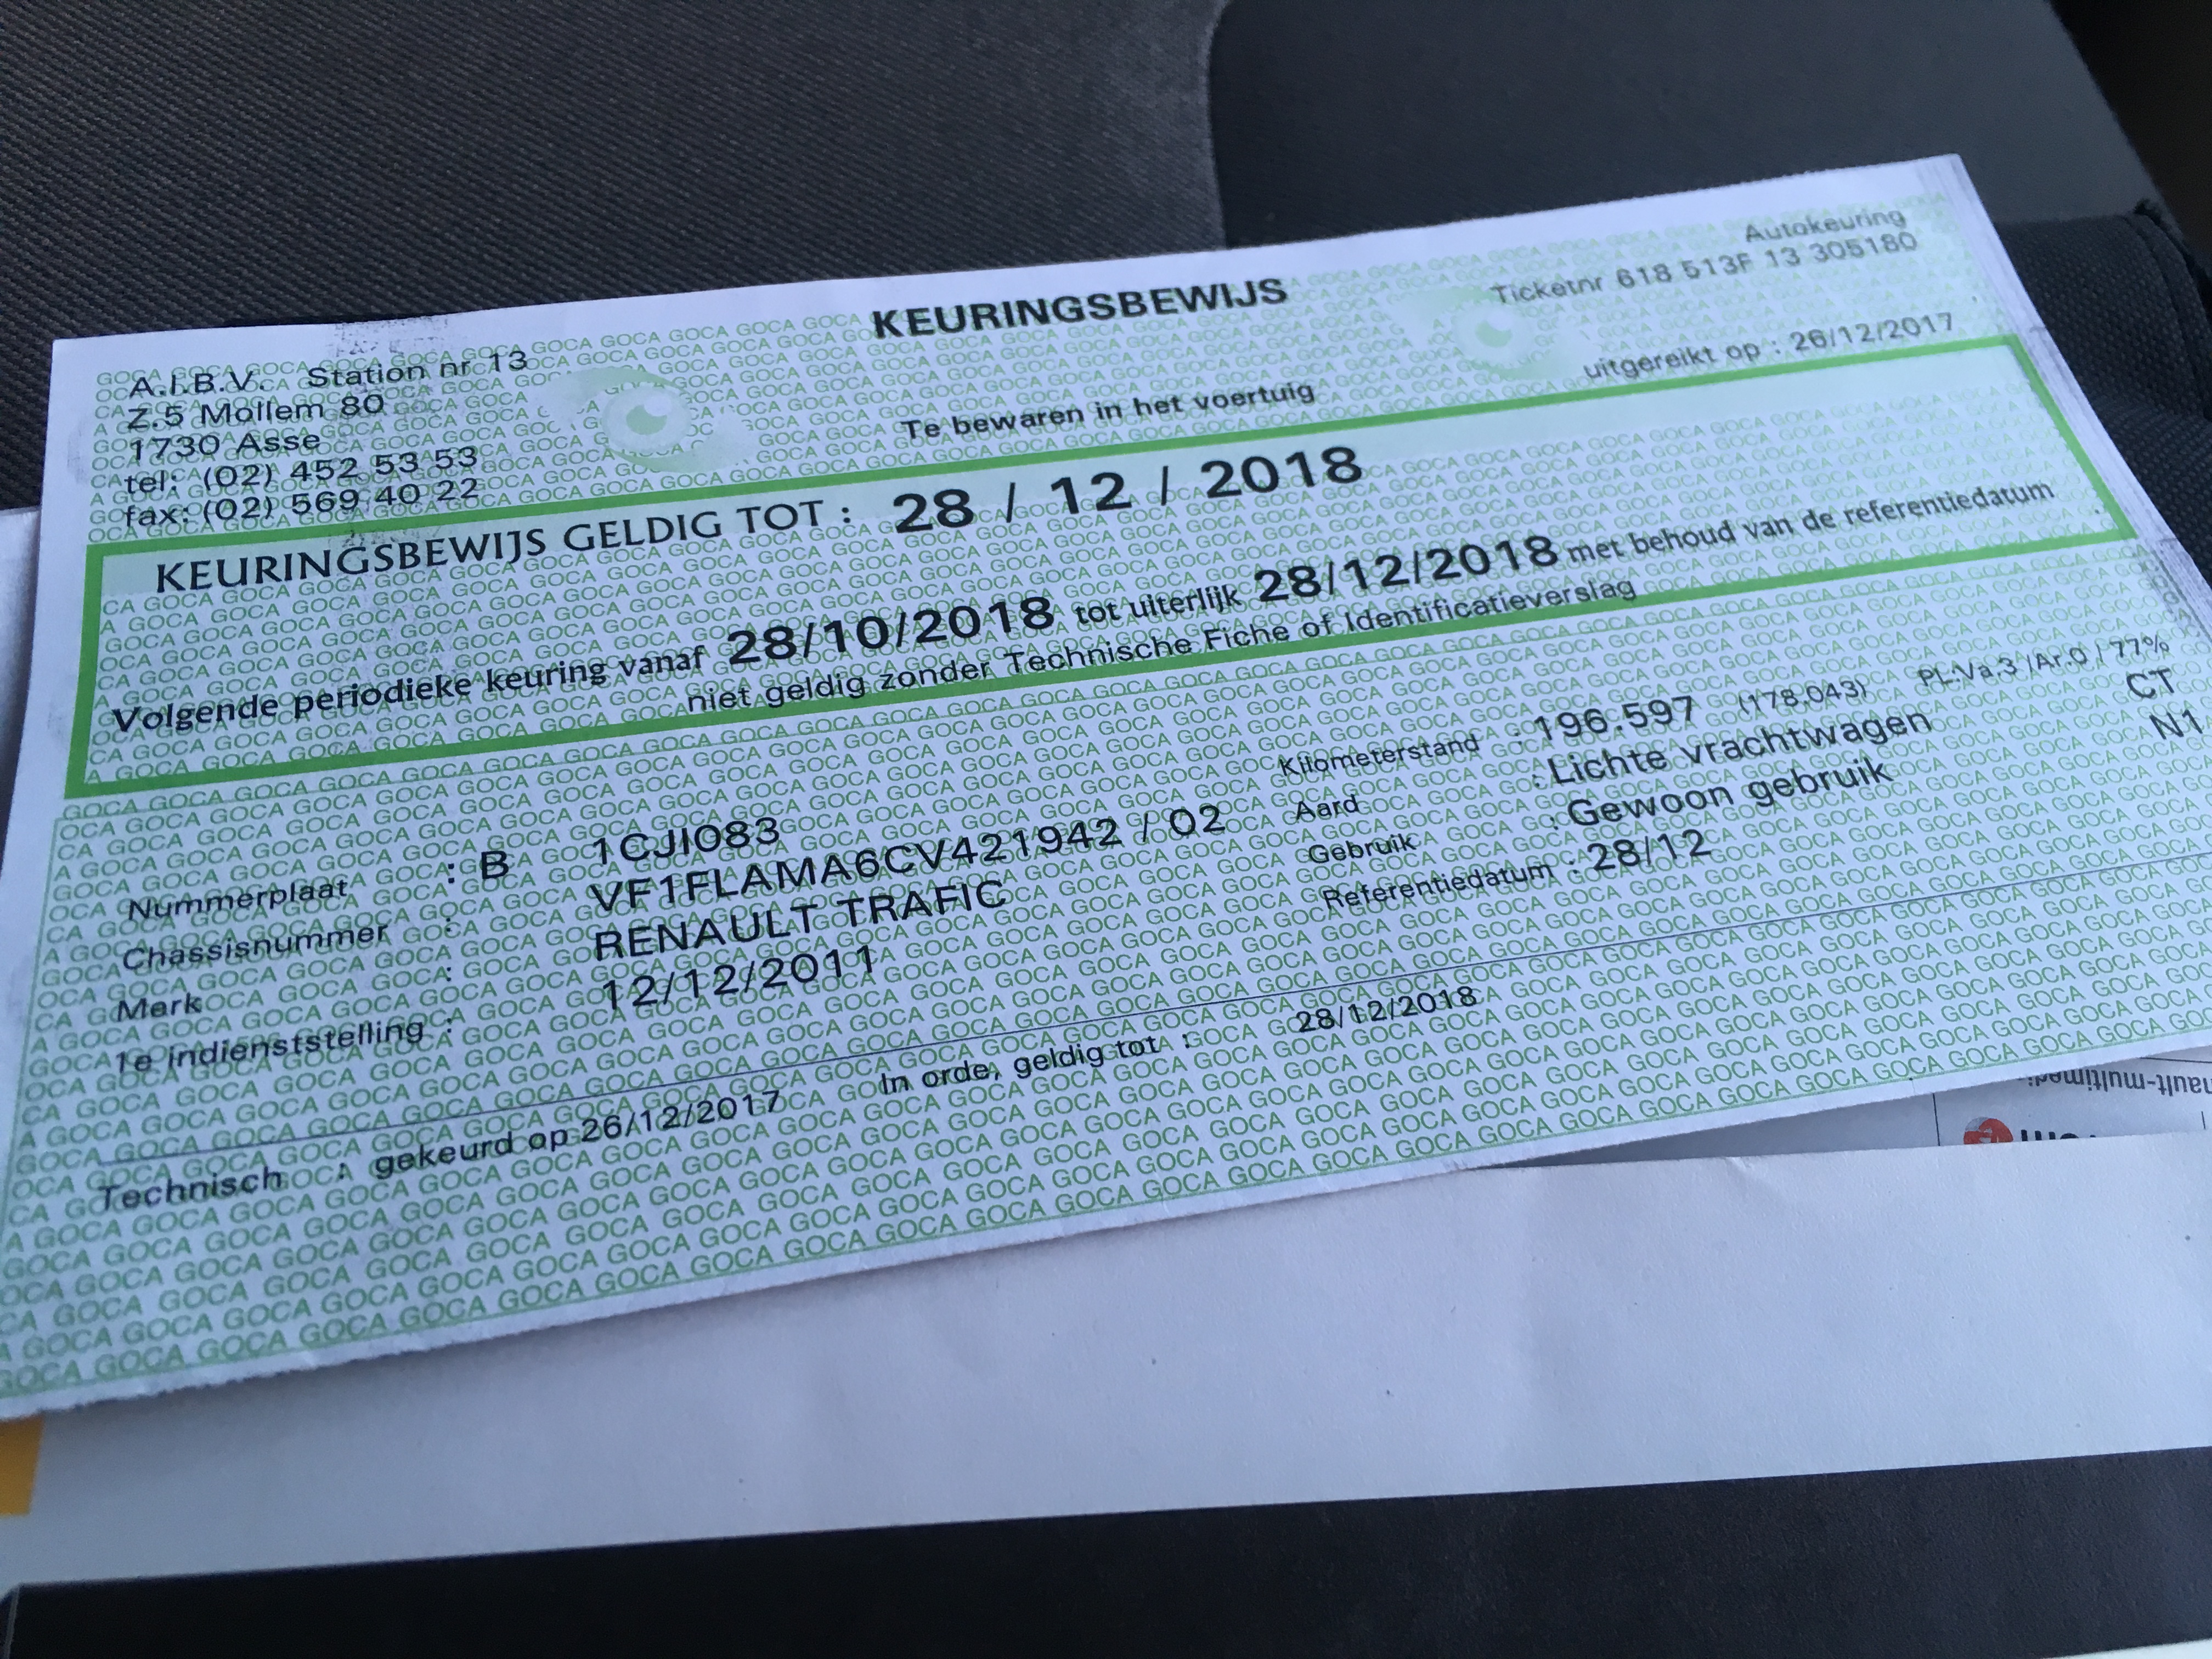 KEURINGSBEWIJS
Autokeuring
Ticketnr 618 513F 13 305180
A.I.B.V. Station nr 13
Z.5 Mollem 80
1730 Asse
tel: (02) 452 53 53
fax: (02) 569 40 22
Te bewaren in het voertuig
uitgereikt op : 26/12/2017
KEURINGSBEWIJS GELDIG TOT : 28 / 12 / 2018
Volgende periodieke keuring vanaf 28/10/2018 tot uiterlijk 28/12/2018 met behoud van de referentiedatum
niet geldig zonder Technische Fiche of Identificatieverslag
Nummerplaat : B 1CJI083
Chassisnummer : VF1FLAMA6CV421942 / 02
Merk : RENAULT TRAFIC
1e indienststelling : 12/12/2011
Kilometerstand : 196.597 (178.043) PL:Va.3 /Ar.0 / 77%
Aard : Lichte vrachtwagen CT
Gebruik : Gewoon gebruik N1
Referentiedatum : 28/12
Technisch : gekeurd op 26/12/2017 In orde, geldig tot : 28/12/2018